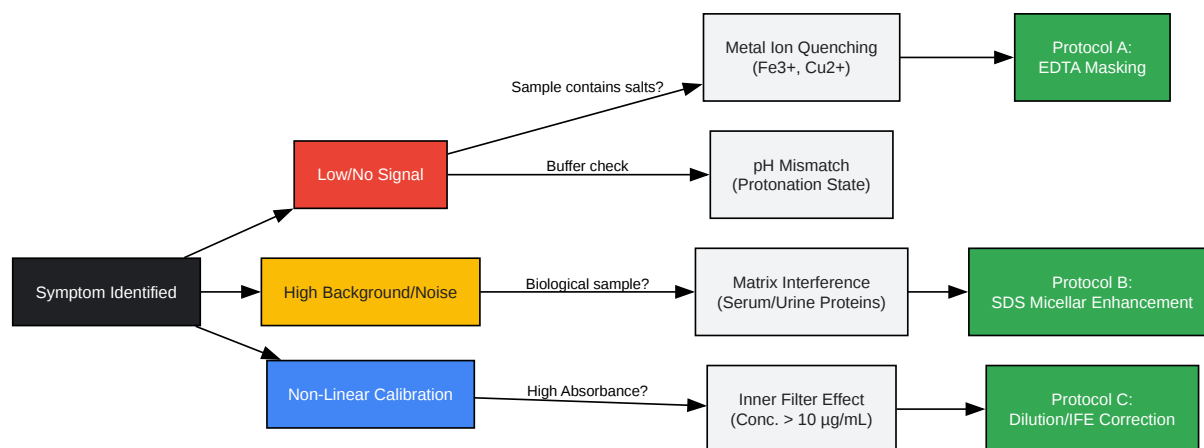 Metal Ion Quenching
(Fe3+, Cu2+)
Protocol A:
EDTA Masking
Sample contains salts?
Low/No Signal
Buffer check
pH Mismatch
(Protonation State)
Symptom Identified
High Background/Noise
Biological sample?
Matrix Interference
(Serum/Urine Proteins)
Protocol B:
SDS Micellar Enhancement
Non-Linear Calibration
High Absorbance?
Inner Filter Effect
(Conc. > 10 µg/mL)
Protocol C:
Dilution/IFE Correction